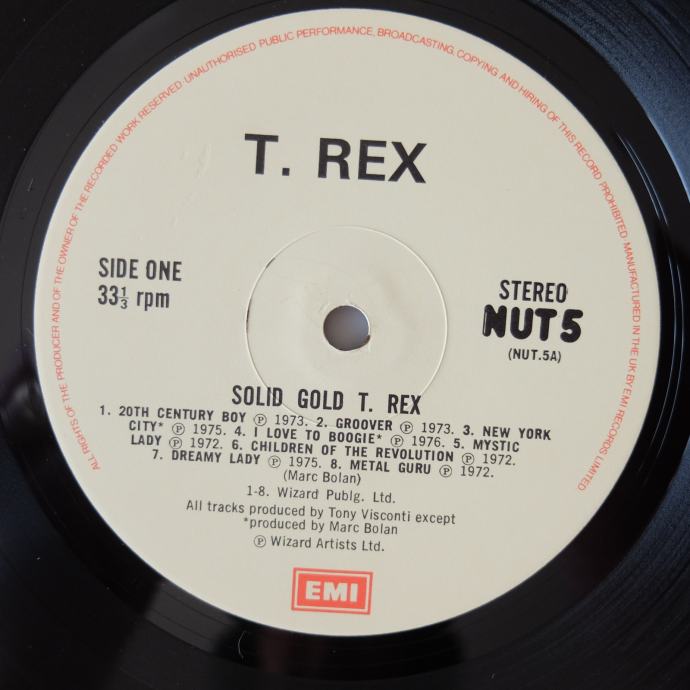 ALL RIGHTS OF THE PRODUCER AND OF THE OWNER OF THE RECORDED WORK RESERVED · UNAUTHORISED PUBLIC PERFORMANCE, BROADCASTING, COPYING AND HIRING OF THIS RECORD PROHIBITED MANUFACTURED IN THE UK BY EMI RECORDS LIMITED
T. REX
SIDE ONE
33⅓ rpm
STEREO
NUT 5
(NUT.5A)
SOLID GOLD T. REX
1. 20TH CENTURY BOY ℗ 1973. 2. GROOVER ℗ 1973. 3. NEW YORK
CITY* ℗ 1975. 4. I LOVE TO BOOGIE* ℗ 1976. 5. MYSTIC
LADY ℗ 1972. 6. CHILDREN OF THE REVOLUTION ℗ 1972.
7. DREAMY LADY ℗ 1975. 8. METAL GURU ℗ 1972.
(Marc Bolan)
1-8. Wizard Publg. Ltd.
All tracks produced by Tony Visconti except
*produced by Marc Bolan
℗ Wizard Artists Ltd.
EMI